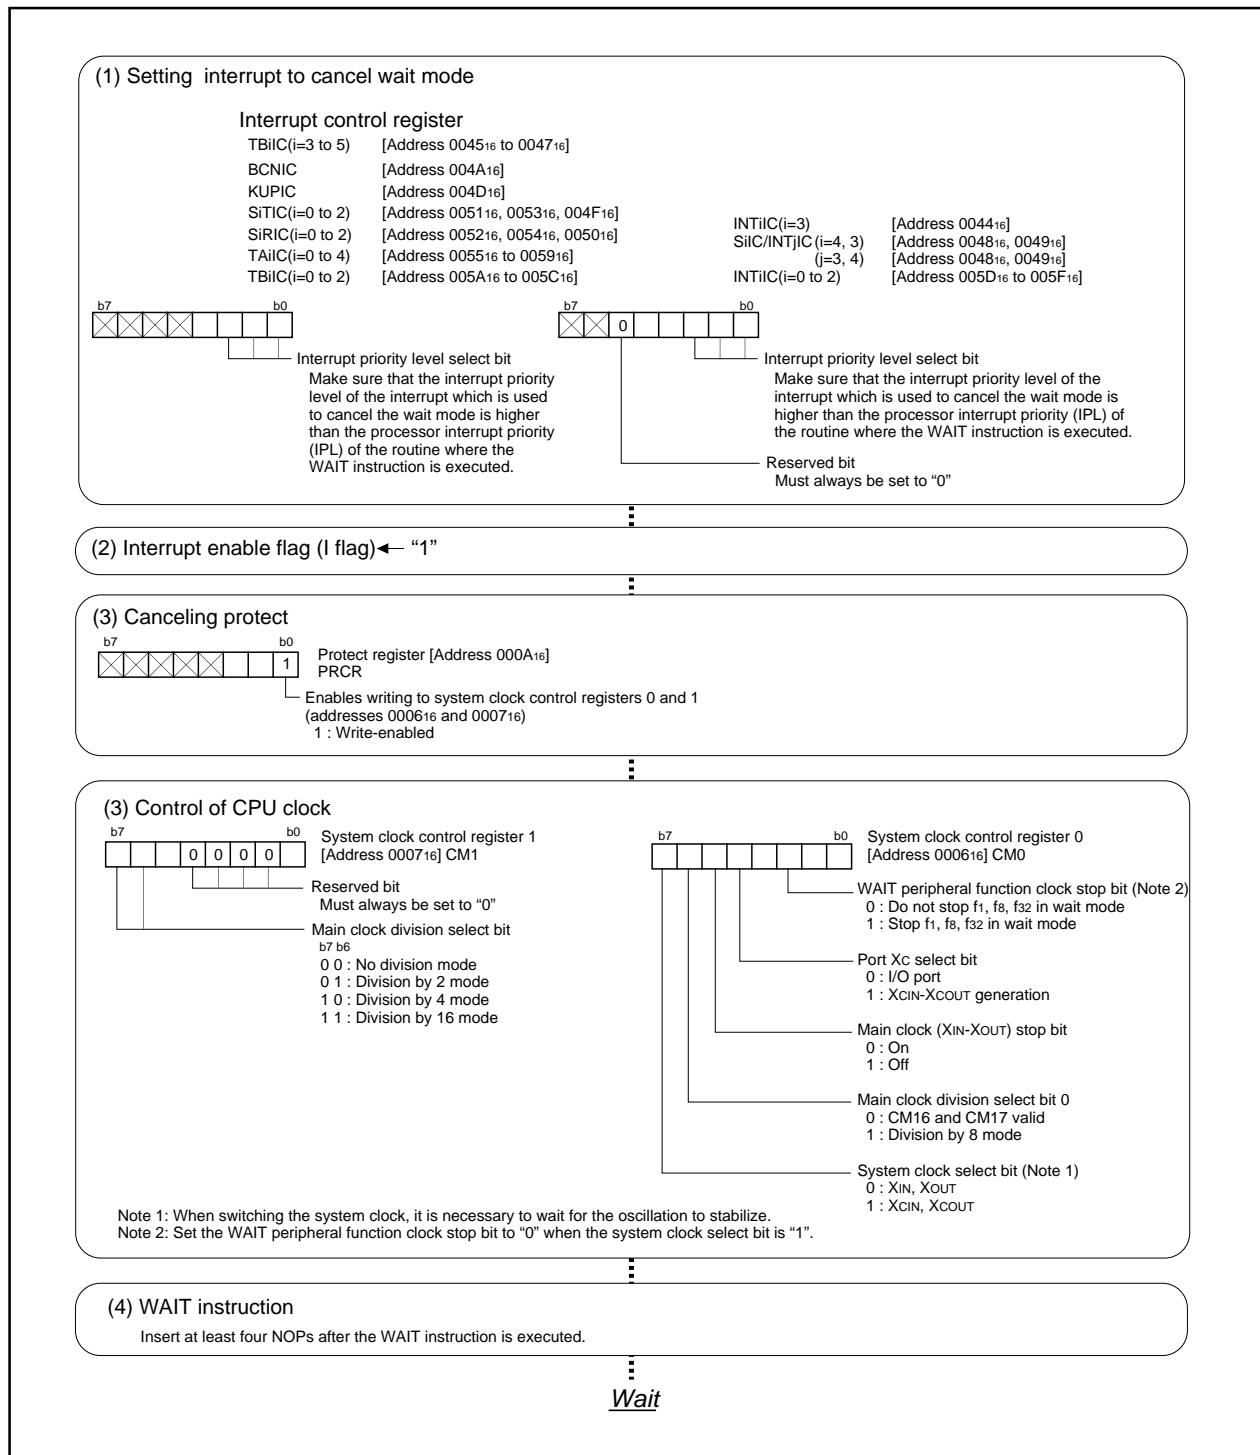 (1) Setting interrupt to cancel wait mode
Interrupt control register
TBiIC(i=3 to 5) [Address 004516 to 004716]
BCNIC [Address 004A16]
KUPIC [Address 004D16]
SiTIC(i=0 to 2) [Address 005116, 005316, 004F16]
SiRIC(i=0 to 2) [Address 005216, 005416, 005016]
TAiIC(i=0 to 4) [Address 005516 to 005916]
TBiIC(i=0 to 2) [Address 005A16 to 005C16]
INTiIC(i=3) [Address 004416]
SiIC/INTjIC (i=4, 3) [Address 004816, 004916]
(j=3, 4) [Address 004816, 004916]
INTiIC(i=0 to 2) [Address 005D16 to 005F16]
b7 b0
Interrupt priority level select bit
Make sure that the interrupt priority
level of the interrupt which is used
to cancel the wait mode is higher
than the processor interrupt priority
(IPL) of the routine where the
WAIT instruction is executed.
b7 b0
0
Interrupt priority level select bit
Make sure that the interrupt priority level of the
interrupt which is used to cancel the wait mode is
higher than the processor interrupt priority (IPL) of
the routine where the WAIT instruction is executed.
Reserved bit
Must always be set to “0”
(2) Interrupt enable flag (I flag) ← “1”
(3) Canceling protect
b7 b0
1
Protect register [Address 000A16]
PRCR
Enables writing to system clock control registers 0 and 1
(addresses 000616 and 000716)
1 : Write-enabled
(3) Control of CPU clock
b7 b0
0 0 0 0
System clock control register 1
[Address 000716] CM1
Reserved bit
Must always be set to “0”
Main clock division select bit
b7 b6
0 0 : No division mode
0 1 : Division by 2 mode
1 0 : Division by 4 mode
1 1 : Division by 16 mode
b7 b0
System clock control register 0
[Address 000616] CM0
WAIT peripheral function clock stop bit (Note 2)
0 : Do not stop f1, f8, f32 in wait mode
1 : Stop f1, f8, f32 in wait mode
Port XC select bit
0 : I/O port
1 : XCIN-XCOUT generation
Main clock (XIN-XOUT) stop bit
0 : On
1 : Off
Main clock division select bit 0
0 : CM16 and CM17 valid
1 : Division by 8 mode
System clock select bit (Note 1)
0 : XIN, XOUT
1 : XCIN, XCOUT
Note 1: When switching the system clock, it is necessary to wait for the oscillation to stabilize.
Note 2: Set the WAIT peripheral function clock stop bit to “0” when the system clock select bit is “1”.
(4) WAIT instruction
Insert at least four NOPs after the WAIT instruction is executed.
Wait